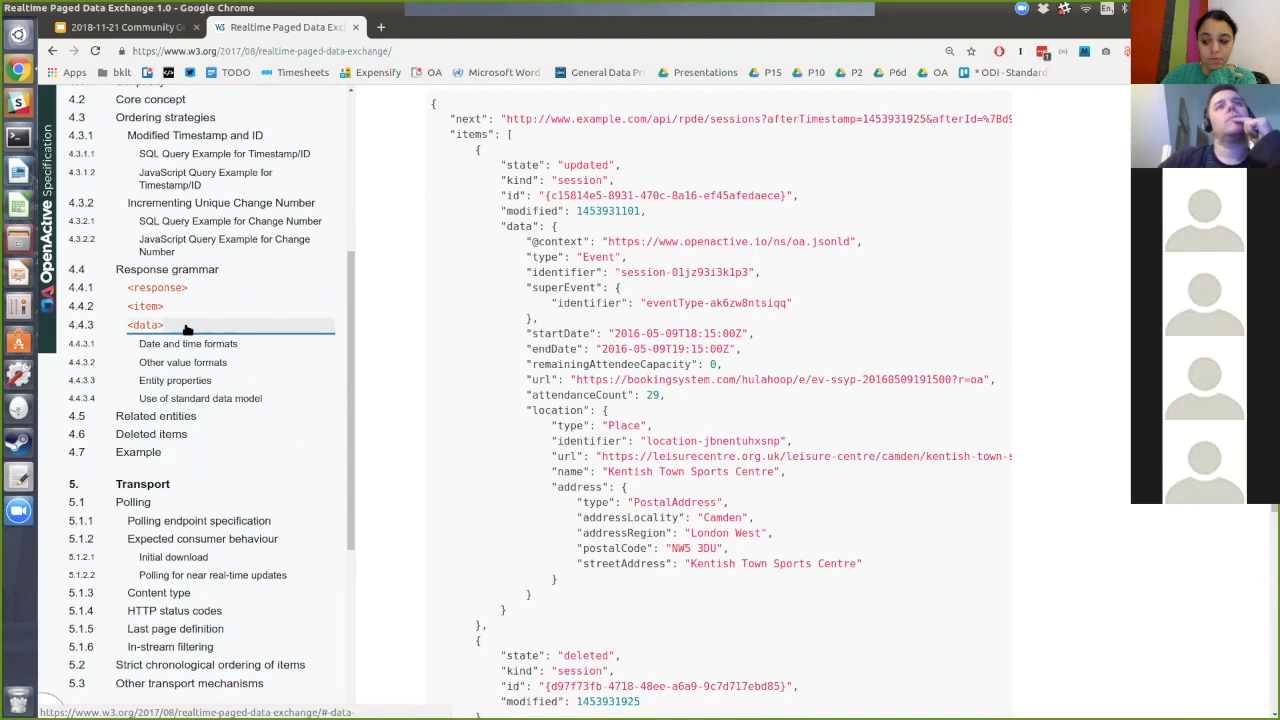 Realtime Paged Data Exchange 1.0 - Google Chrome
En,
2018-11-21 Community G
Realtime Paged Data Exc
https://www.w3.org/2017/08/realtime-paged-data-exchange/
Apps
bklt
TODO
Timesheets
Expensify
OA
Microsoft Word
General Data Pr
Presentations
P15
P10
P2
P6d
OA
* ODI - Standard
OpenActive Specification
4.2 Core concept
4.3 Ordering strategies
4.3.1 Modified Timestamp and ID
4.3.1.1 SQL Query Example for Timestamp/ID
4.3.1.2 JavaScript Query Example for
Timestamp/ID
4.3.2 Incrementing Unique Change Number
4.3.2.1 SQL Query Example for Change Number
4.3.2.2 JavaScript Query Example for Change
Number
4.4 Response grammar
4.4.1 <response>
4.4.2 <item>
4.4.3 <data>
4.4.3.1 Date and time formats
4.4.3.2 Other value formats
4.4.3.3 Entity properties
4.4.3.4 Use of standard data model
4.5 Related entities
4.6 Deleted items
4.7 Example
5. Transport
5.1 Polling
5.1.1 Polling endpoint specification
5.1.2 Expected consumer behaviour
5.1.2.1 Initial download
5.1.2.2 Polling for near real-time updates
5.1.3 Content type
5.1.4 HTTP status codes
5.1.5 Last page definition
5.1.6 In-stream filtering
5.2 Strict chronological ordering of items
5.3 Other transport mechanisms
https://www.w3.org/2017/08/realtime-paged-data-exchange/#-data-
{
"next": "http://www.example.com/api/rpde/sessions?afterTimestamp=1453931925&afterId=%7Bd9
"items": [
{
"state": "updated",
"kind": "session",
"id": "{c15814e5-8931-470c-8a16-ef45afedaece}",
"modified": 1453931101,
"data": {
"@context": "https://www.openactive.io/ns/oa.jsonld",
"type": "Event",
"identifier": "session-01jz93i3k1p3",
"superEvent": {
"identifier": "eventType-ak6zw8ntsiqq"
},
"startDate": "2016-05-09T18:15:00Z",
"endDate": "2016-05-09T19:15:00Z",
"remainingAttendeeCapacity": 0,
"url": "https://bookingsystem.com/hulahoop/e/ev-ssyp-20160509191500?r=oa",
"attendanceCount": 29,
"location": {
"type": "Place",
"identifier": "location-jbnentuhxsnp",
"url": "https://leisurecentre.org.uk/leisure-centre/camden/kentish-town-s
"name": "Kentish Town Sports Centre",
"address": {
"type": "PostalAddress",
"addressLocality": "Camden",
"addressRegion": "London West",
"postalCode": "NW5 3DU",
"streetAddress": "Kentish Town Sports Centre"
}
}
}
},
{
"state": "deleted",
"kind": "session",
"id": "{d97f73fb-4718-48ee-a6a9-9c7d717ebd85}",
"modified": 1453931925